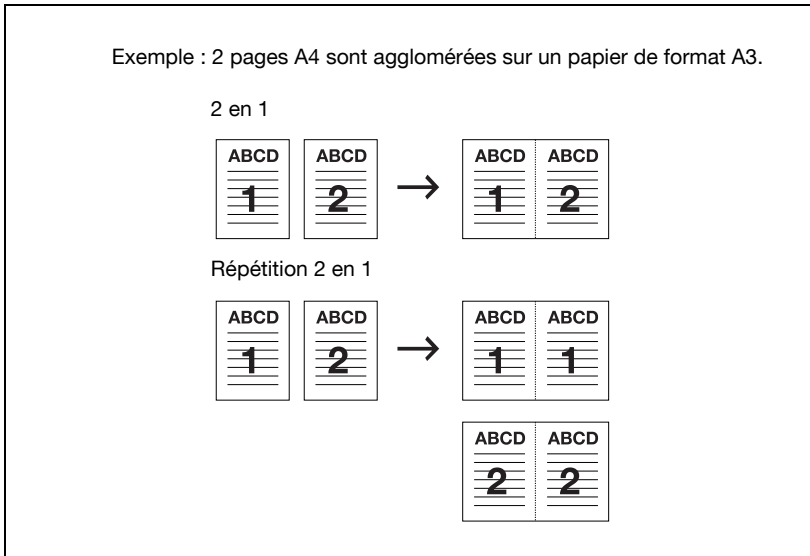 Exemple : 2 pages A4 sont agglomérées sur un papier de format A3.
2 en 1
ABCD ABCD ABCD ABCD
1 2 1 2
Répétition 2 en 1
ABCD ABCD ABCD ABCD
1 2 1 1
ABCD ABCD
2 2